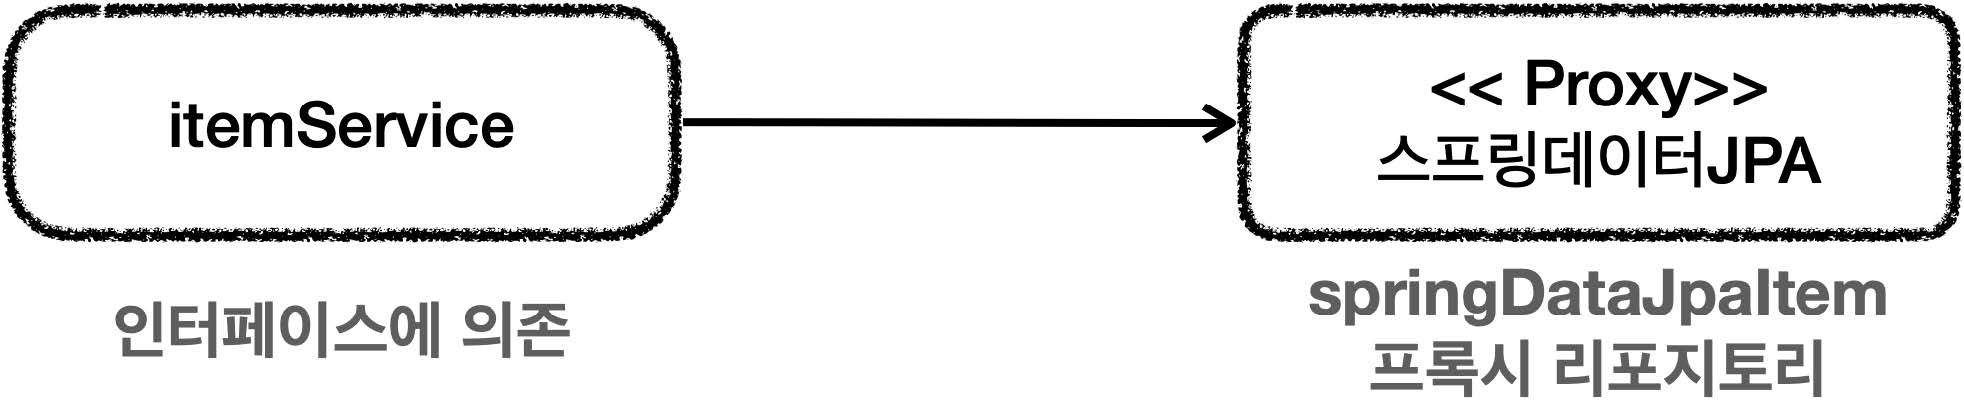 itemService
인터페이스에 의존
<< Proxy>>
스프링데이터JPA
springDataJpaItem
프록시 리포지토리